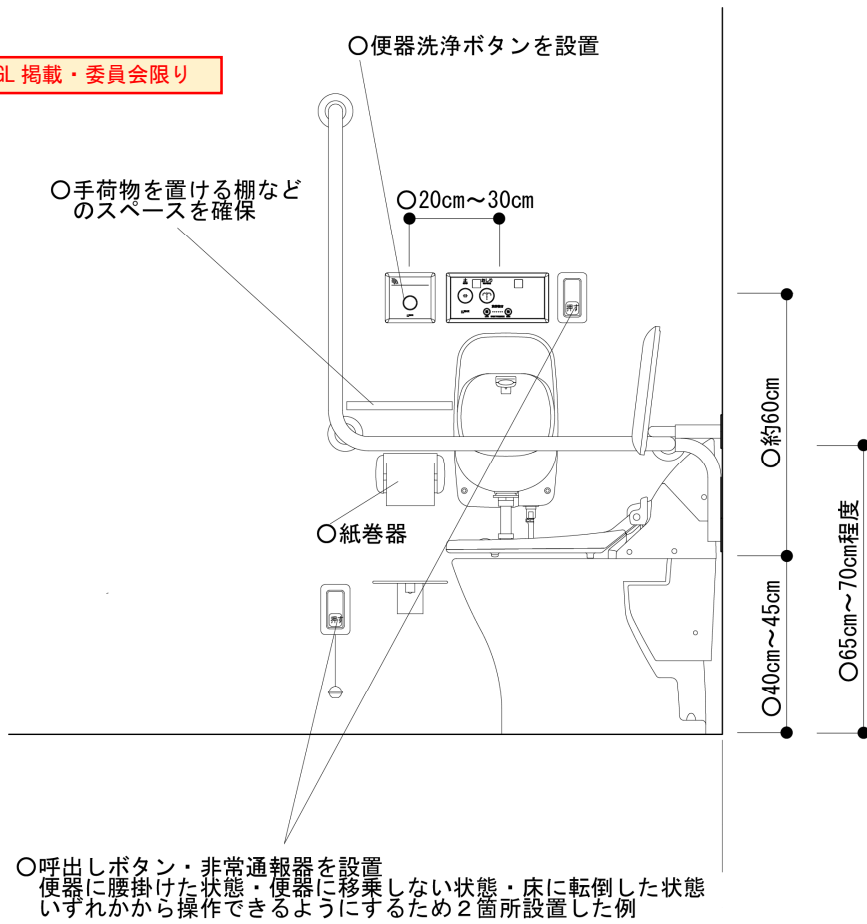 ○便器洗浄ボタンを設置
GL 掲載・委員会限り
○手荷物を置ける棚など
のスペースを確保
○20cm～30cm
押す
○約60cm
○紙巻器
○65cm～70cm程度
○40cm～45cm
押す
○呼出しボタン・非常通報器を設置
便器に腰掛けた状態・便器に移乗しない状態・床に転倒した状態
いずれかから操作できるようにするため２箇所設置した例